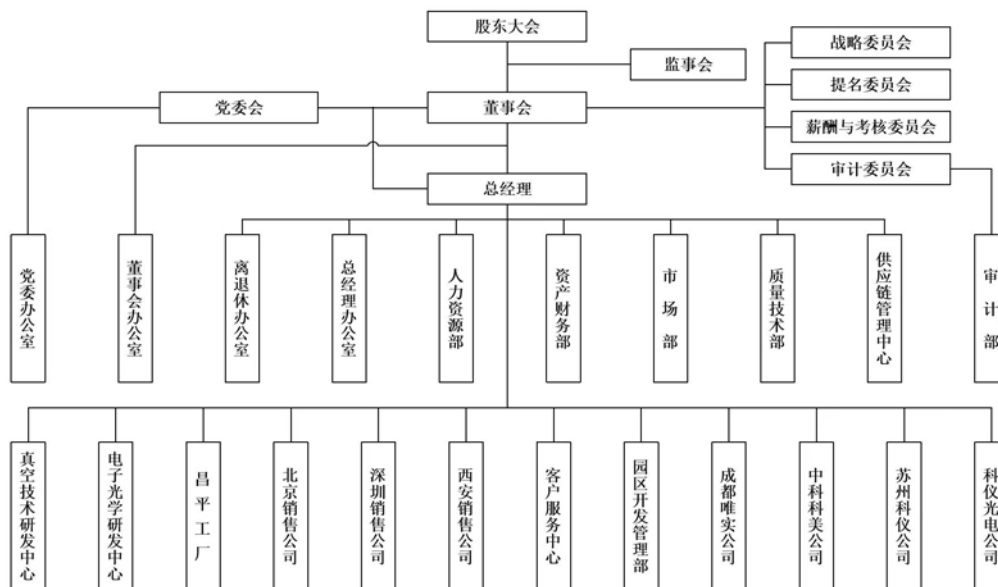 股东大会
战略委员会
监事会
提名委员会
党委会
董事会
薪酬与考核委员会
审计委员会
总经理
党委办公室
董事会办公室
离退休办公室
总经理办公室
人力资源部
资产财务部
市场部
质量技术部
供应链管理中心
审计部
真空技术研发中心
电子光学研发中心
昌平工厂
北京销售公司
深圳销售公司
西安销售公司
客户服务中心
园区开发管理部
成都唯实公司
中科科美公司
苏州科仪公司
科仪光电公司